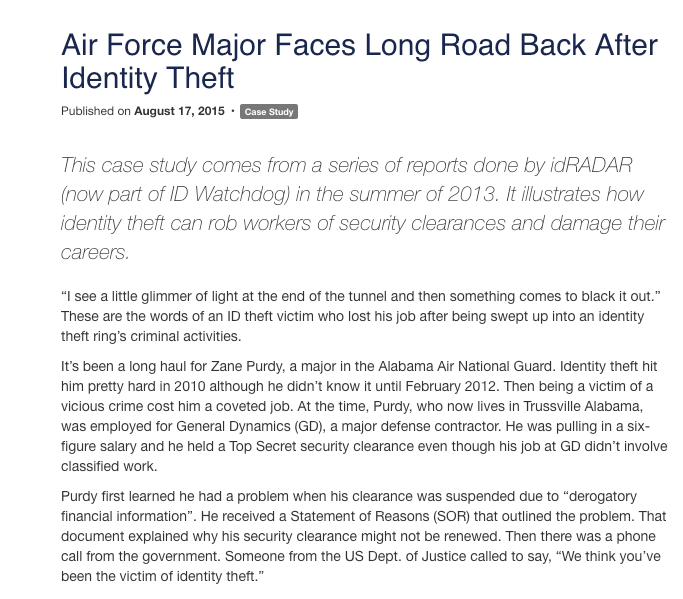 Air Force Major Faces Long Road Back After
Identity Theft
Published on August 17, 2015 · Case Study
This case study comes from a series of reports done by idRADAR
(now part of ID Watchdog) in the summer of 2013. It illustrates how
identity theft can rob workers of security clearances and damage their
careers.
“I see a little glimmer of light at the end of the tunnel and then something comes to black it out.”
These are the words of an ID theft victim who lost his job after being swept up into an identity
theft ring’s criminal activities.
It’s been a long haul for Zane Purdy, a major in the Alabama Air National Guard. Identity theft hit
him pretty hard in 2010 although he didn’t know it until February 2012. Then being a victim of a
vicious crime cost him a coveted job. At the time, Purdy, who now lives in Trussville Alabama,
was employed for General Dynamics (GD), a major defense contractor. He was pulling in a six-
figure salary and he held a Top Secret security clearance even though his job at GD didn’t involve
classified work.
Purdy first learned he had a problem when his clearance was suspended due to “derogatory
financial information”. He received a Statement of Reasons (SOR) that outlined the problem. That
document explained why his security clearance might not be renewed. Then there was a phone
call from the government. Someone from the US Dept. of Justice called to say, “We think you’ve
been the victim of identity theft.”